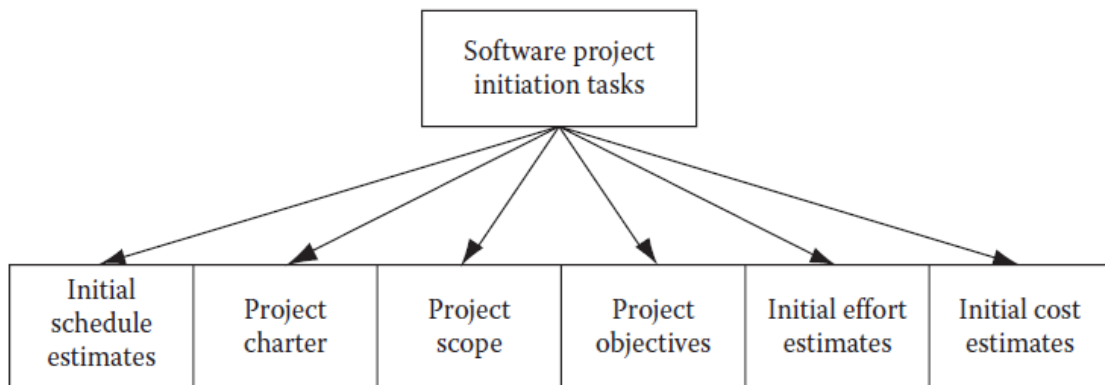 Software project
initiation tasks
Initial
schedule
estimates
Project
charter
Project
scope
Project
objectives
Initial effort
estimates
Initial cost
estimates